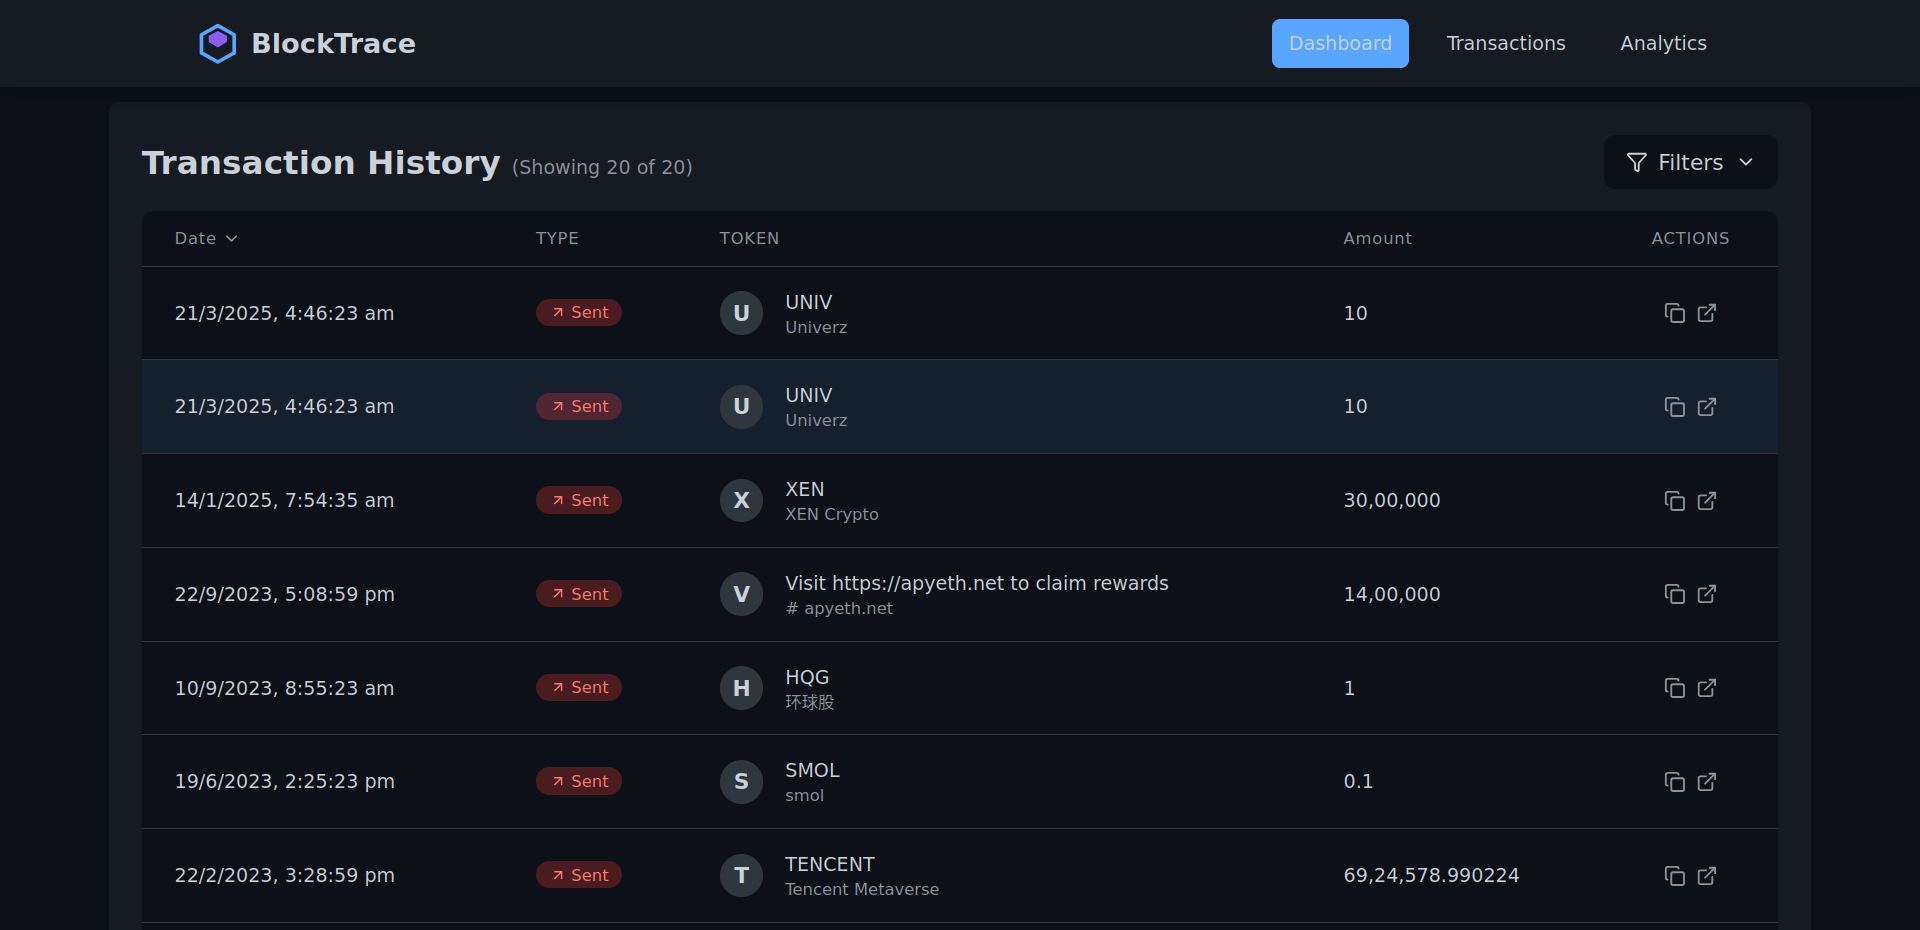 BlockTrace
Dashboard Transactions Analytics
Transaction History (Showing 20 of 20)
Filters
Date TYPE TOKEN Amount ACTIONS
21/3/2025, 4:46:23 am Sent U UNIV 10
Univerz
21/3/2025, 4:46:23 am Sent U UNIV 10
Univerz
14/1/2025, 7:54:35 am Sent X XEN 30,00,000
XEN Crypto
22/9/2023, 5:08:59 pm Sent V Visit https://apyeth.net to claim rewards 14,00,000
# apyeth.net
10/9/2023, 8:55:23 am Sent H HQG 1
环球股
19/6/2023, 2:25:23 pm Sent S SMOL 0.1
smol
22/2/2023, 3:28:59 pm Sent T TENCENT 69,24,578.990224
Tencent Metaverse